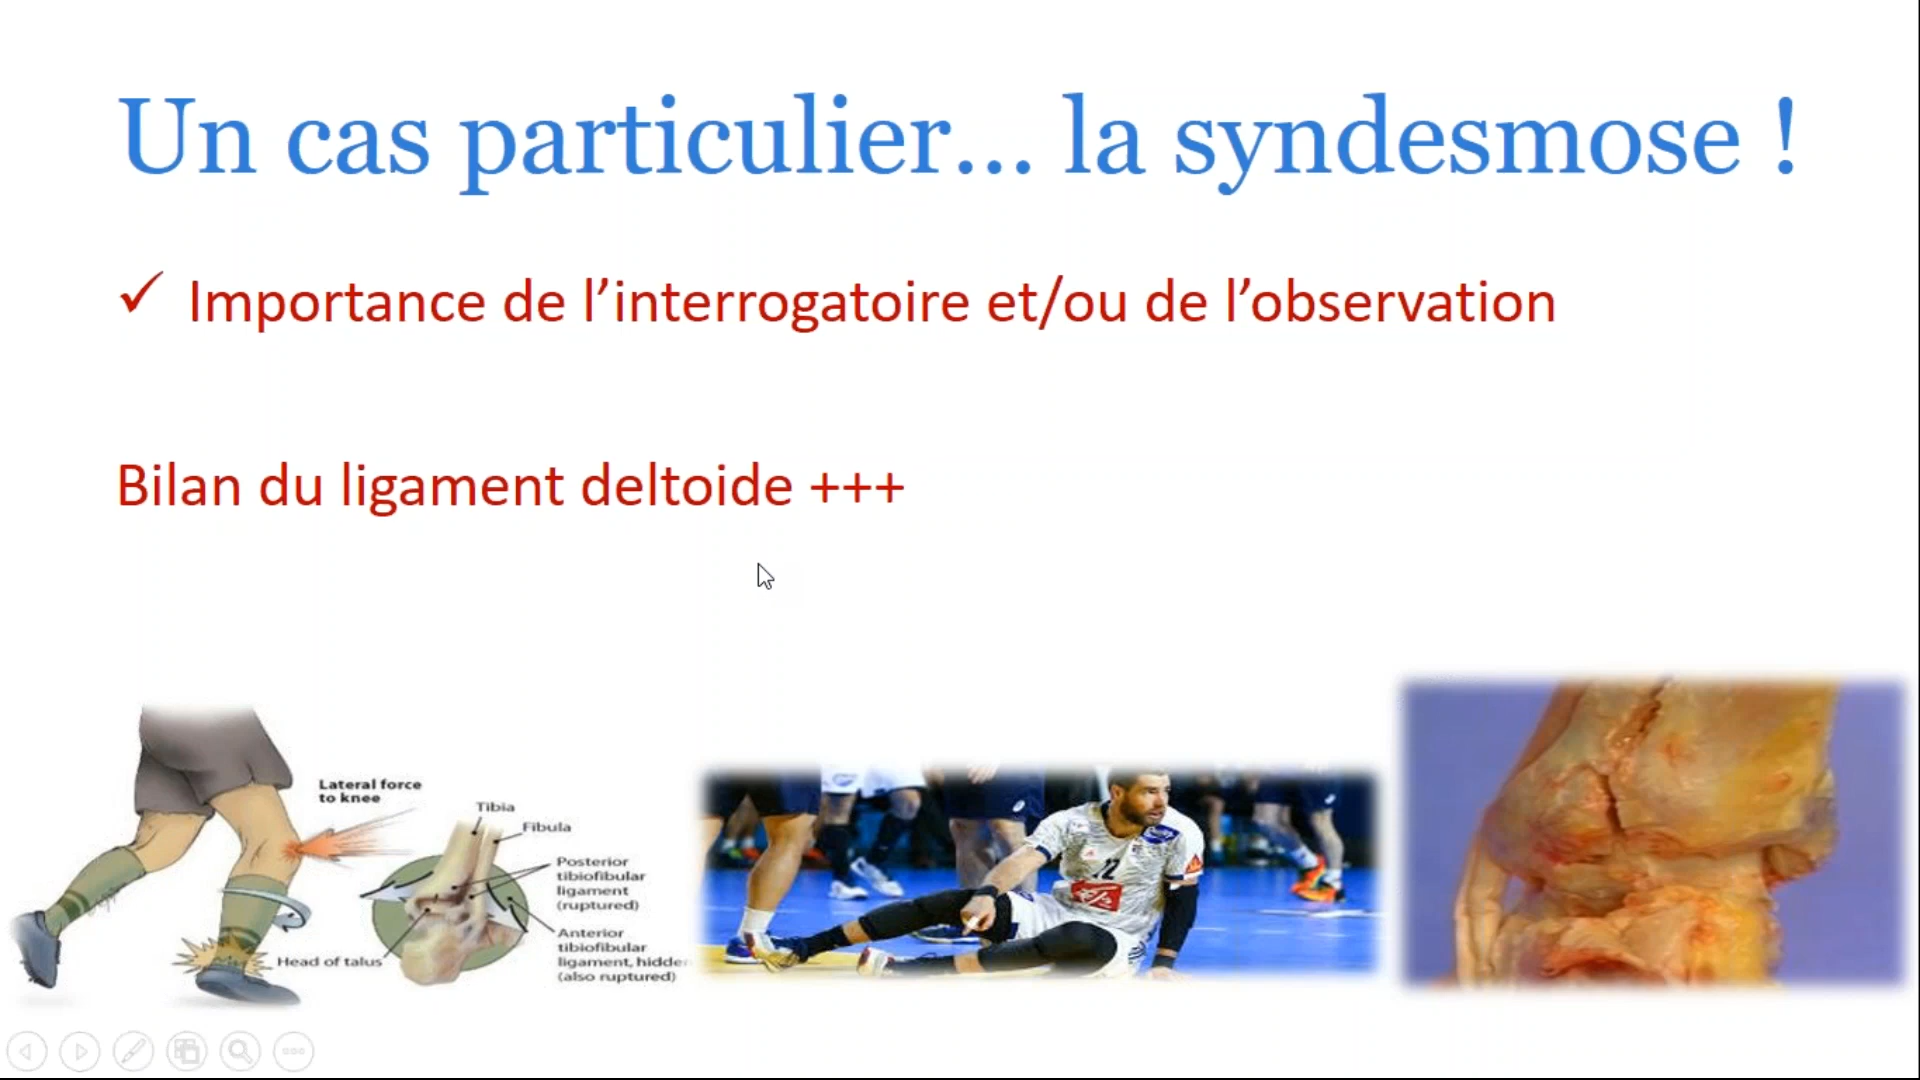 Un cas particulier... la syndesmose !
✓ Importance de l’interrogatoire et/ou de l’observation
Bilan du ligament deltoide +++
Lateral force
to knee
Tibia
Fibula
Posterior
tibiofibular
ligament
(ruptured)
Anterior
tibiofibular
ligament, hidden
(also ruptured)
Head of talus
12